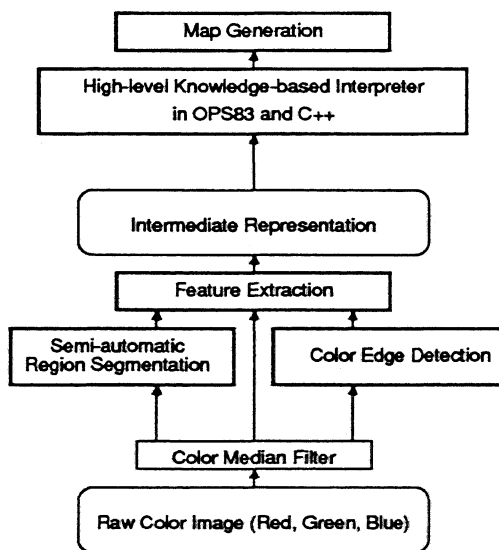 Map Generation
High-level Knowledge-based Interpreter
in OPS83 and C++
Intermediate Representation
Feature Extraction
Semi-automatic
Region Segmentation
Color Edge Detection
Color Median Filter
Raw Color Image (Red, Green, Blue)